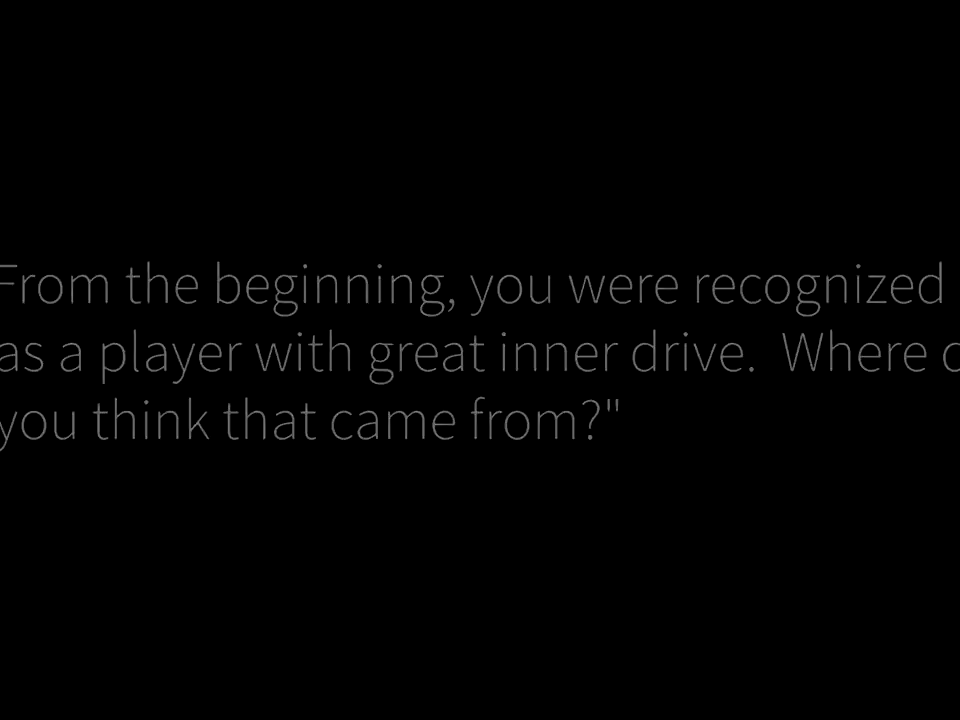 From the beginning, you were recognized
as a player with great inner drive. Where
you think that came from?"